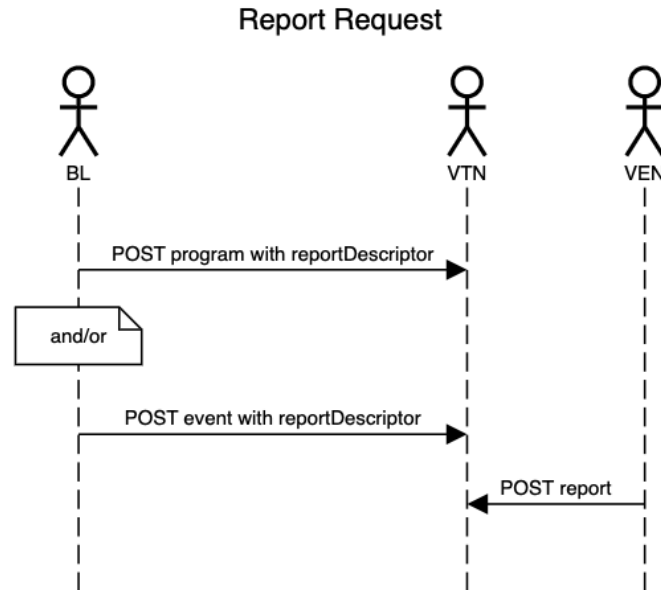 Report Request
BL
VTN
VEN
POST program with reportDescriptor
and/or
POST event with reportDescriptor
POST report